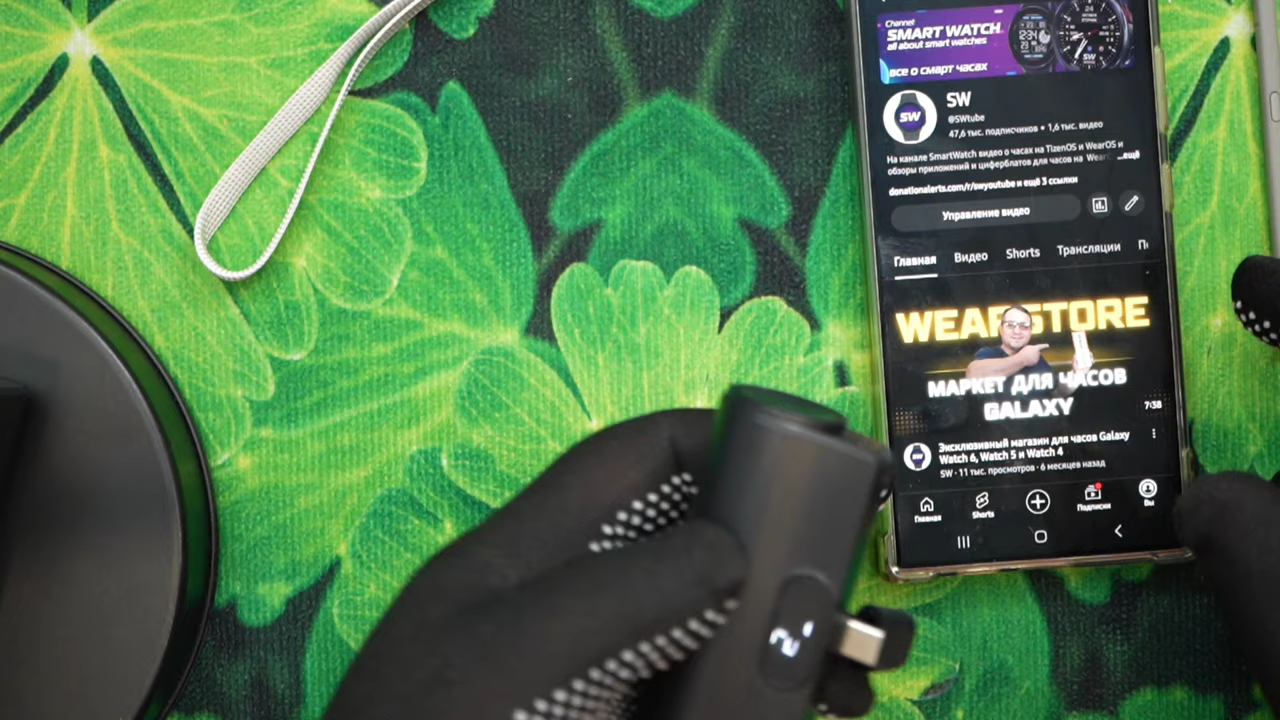 Channel
SMART WATCH
all about smart watches
все о смарт часах
SW
SW
@SWtube
47,6 тыс. подписчиков • 1,6 тыс. видео
На канале SmartWatch видео о часах на TizenOS и WearOS и
обзоры приложений и циферблатов для часов на Wear ...ещё
donationalerts.com/r/swyoutube и ещё 3 ссылки
Управление видео
Главная Видео Shorts Трансляции
WEARSTORE
МАРКЕТ ДЛЯ ЧАСОВ
GALAXY
7:38
Эксклюзивный магазин для часов Galaxy
Watch 6, Watch 5 и Watch 4
SW · 11 тыс. просмотров · 6 месяцев назад
Главная Shorts Подписки Вы